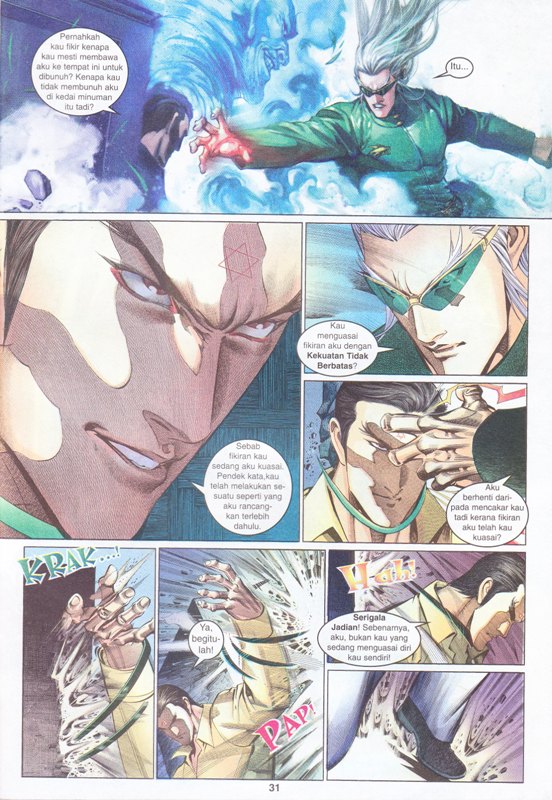 Pernahkah
kau fikir kenapa
kau mesti membawa
aku ke tempat ini untuk
dibunuh? Kenapa kau
tidak membunuh aku
di kedai minuman
itu tadi?
Itu...
Sebab
fikiran kau
sedang aku kuasai.
Pendek kata,kau
telah melakukan se-
suatu seperti yang
aku rancang-
kan terlebih
dahulu.
Kau
menguasai
fikiran aku dengan
Kekuatan Tidak
Berbatas?
Aku
berhenti dari-
pada mencakar kau
tadi kerana fikiran
aku telah kau
kuasai?
KRAK...!
Ya,
begitu-
lah!
PAP!
Hah!
Serigala
Jadian! Sebenarnya,
aku, bukan kau yang
sedang menguasai diri
kau sendiri!
31